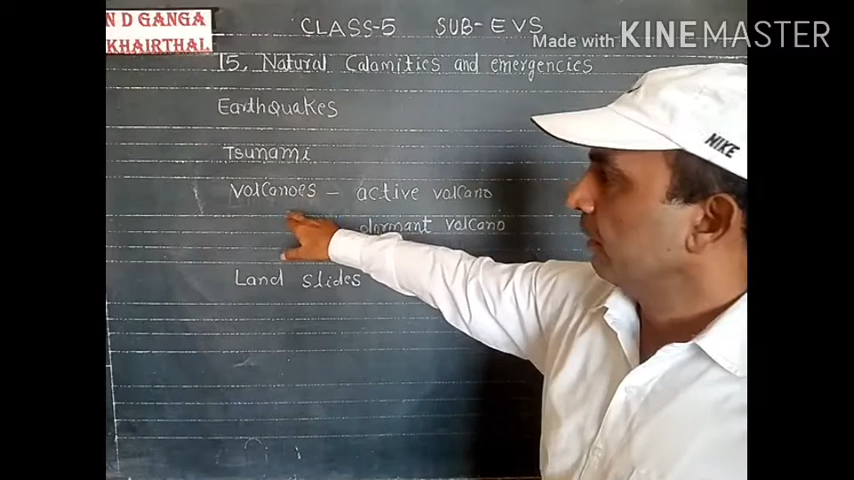 N D GANGA
KHAIRTHAL
CLASS-5 SUB-EVS
Made with KINEMASTER
15. Natural Calamities and emergencies
Earthquakes
Tsunami
Volcanoes - active volcano
dormant volcano
Land slides
NIKE